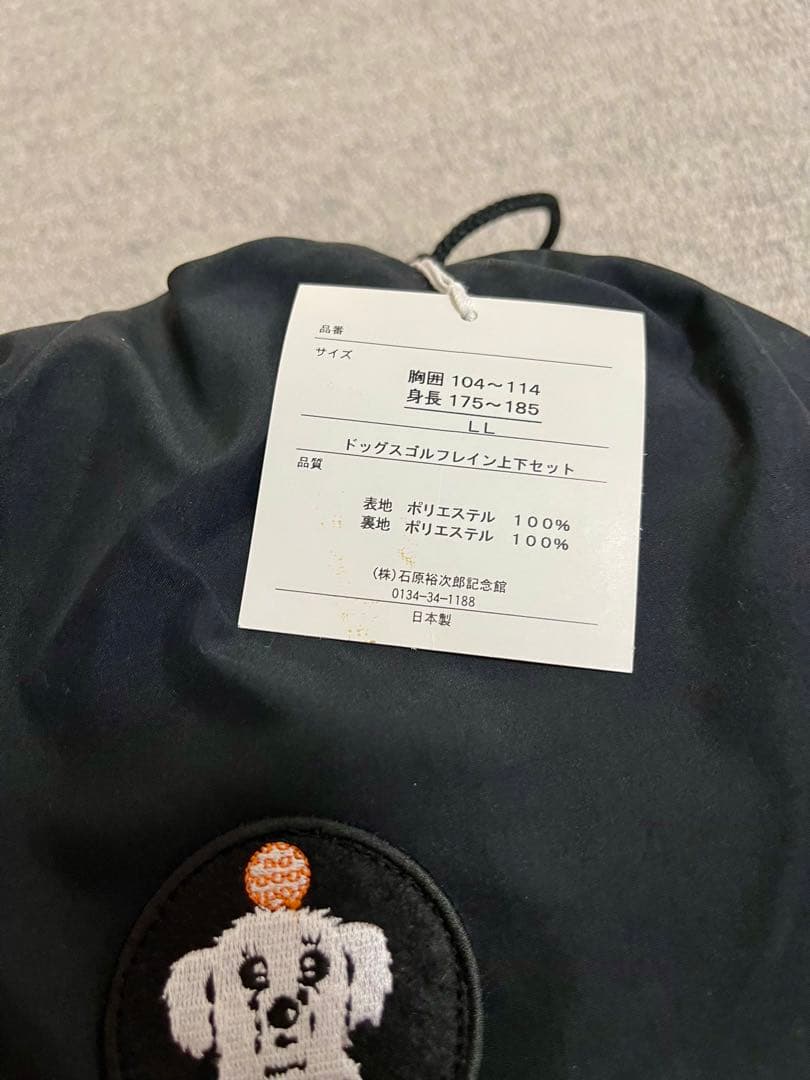 品番
サイズ
胸囲 104～114
身長 175～185
LL
ドッグスゴルフレイン上下セット
品質
表地 ポリエステル 100%
裏地 ポリエステル 100%
(株)石原裕次郎記念館
0134-34-1188
日本製